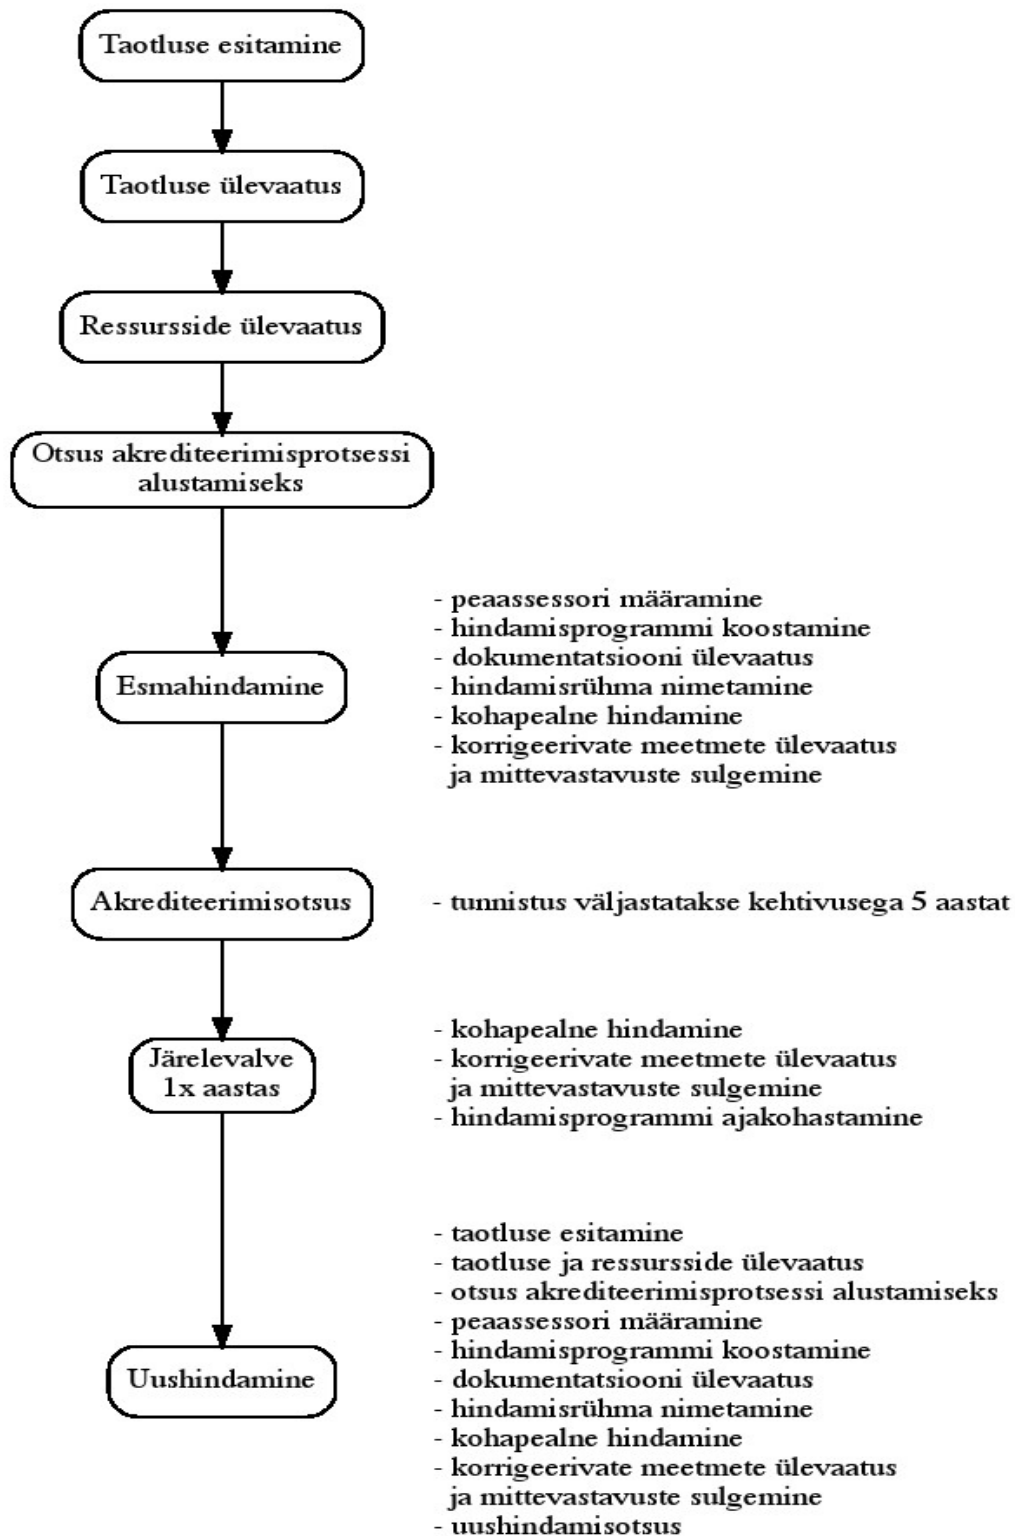 Taotluse esitamine
Taotluse ülevaatus
Ressursside ülevaatus
Otsus akrediteerimisprotsessi
alustamiseks
Esmahindamine
- peaassessori määramine
- hindamisprogrammi koostamine
- dokumentatsiooni ülevaatus
- hindamisrühma nimetamine
- kohapealne hindamine
- korrigeerivate meetmete ülevaatus
ja mittevastavuste sulgemine
Akrediteerimisotsus
- tunnistus väljastatakse kehtivusega 5 aastat
Järelevalve
1x aastas
- kohapealne hindamine
- korrigeerivate meetmete ülevaatus
ja mittevastavuste sulgemine
- hindamisprogrammi ajakohastamine
Uushindamine
- taotluse esitamine
- taotluse ja ressursside ülevaatus
- otsus akrediteerimisprotsessi alustamiseks
- peaassessori määramine
- hindamisprogrammi koostamine
- dokumentatsiooni ülevaatus
- hindamisrühma nimetamine
- kohapealne hindamine
- korrigeerivate meetmete ülevaatus
ja mittevastavuste sulgemine
- uushindamisotsus